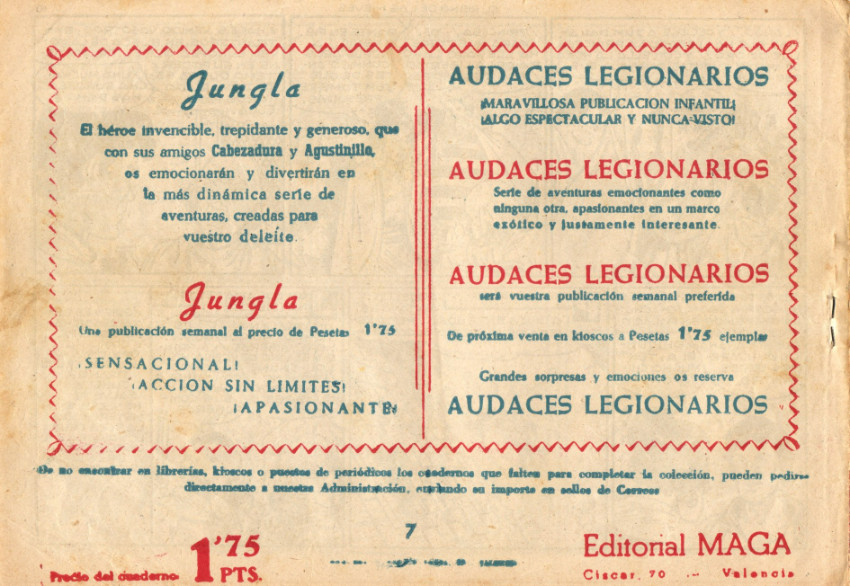 Jungla
El héroe invencible, trepidante y generoso, que
con sus amigos Cabezadura y Agustinillo,
os emocionarán y divertirán en
la más dinámica serie de
aventuras, creadas para
vuestro deleite.
Jungla
Una publicación semanal al precio de Pesetas 1'75
¡SENSACIONAL!
¡ACCION SIN LIMITES!
¡APASIONANTE!
AUDACES LEGIONARIOS
¡MARAVILLOSA PUBLICACION INFANTIL!
¡ALGO ESPECTACULAR Y NUNCA VISTO!
AUDACES LEGIONARIOS
Serie de aventuras emocionantes como
ninguna otra, apasionantes en un marco
exótico y justamente interesante.
AUDACES LEGIONARIOS
será vuestra publicación semanal preferida
De próxima venta en kioscos a Pesetas 1'75 ejemplar
Grandes sorpresas y emociones os reserva
AUDACES LEGIONARIOS
De no encontrar en librerías, kioscos o puestos de periódicos los cuadernos que falten para completar la colección, pueden pedirse
directamente a nuestra Administración, enviando su importe en sellos de Correos
7
Precio del cuaderno 1'75 PTS.
Editorial MAGA
Ciscar, 70 -- Valencia